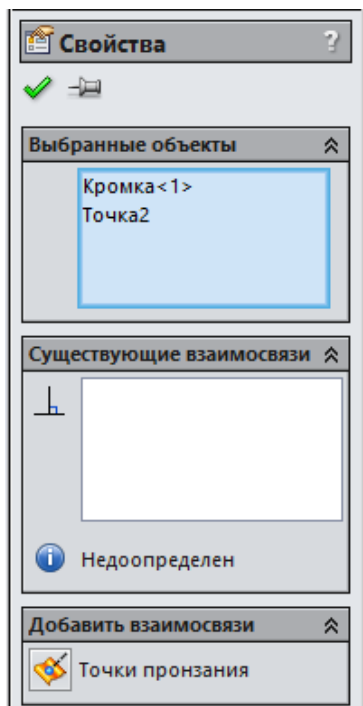 Свойства ?
Выбранные объекты
Кромка<1>
Точка2
Существующие взаимосвязи
Недоопределен
Добавить взаимосвязи
Точки пронзания